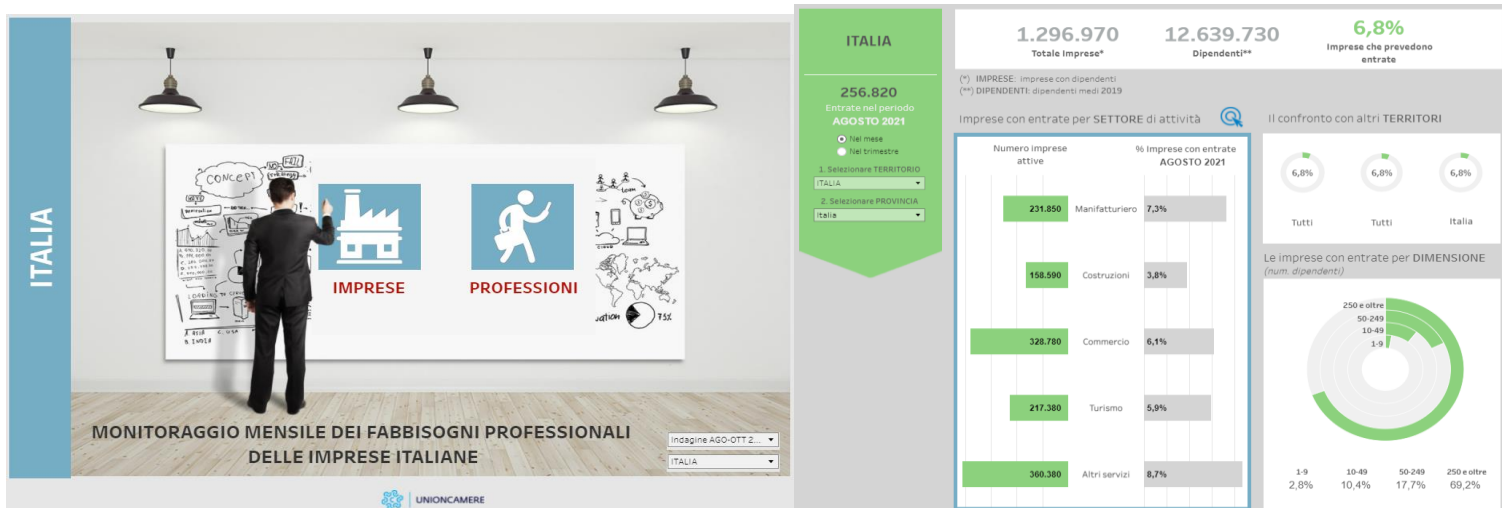 ITALIA
CONCEPT
IMPRESE
PROFESSIONI
team
75%
MONITORAGGIO MENSILE DEI FABBISOGNI PROFESSIONALI
DELLE IMPRESE ITALIANE
Indagine AGO-OTT 2...
ITALIA
UNIONCAMERE
ITALIA
256.820
Entrate nel periodo
AGOSTO 2021
Nel mese
Nel trimestre
1. Selezionare TERRITORIO
ITALIA
2. Selezionare PROVINCIA
Italia
1.296.970
Totale Imprese*
12.639.730
Dipendenti**
6,8%
Imprese che prevedono
entrate
(*) IMPRESE: imprese con dipendenti
(**) DIPENDENTI: dipendenti medi 2019
Imprese con entrate per SETTORE di attività
Numero imprese
attive
% Imprese con entrate
AGOSTO 2021
231.850 Manifatturiero 7,3%
158.590 Costruzioni 3,8%
328.780 Commercio 6,1%
217.380 Turismo 5,9%
360.380 Altri servizi 8,7%
Il confronto con altri TERRITORI
6,8% 6,8% 6,8%
Tutti Tutti Italia
Le imprese con entrate per DIMENSIONE
(num. dipendenti)
250 e oltre
50-249
10-49
1-9
1-9 10-49 50-249 250 e oltre
2,8% 10,4% 17,7% 69,2%